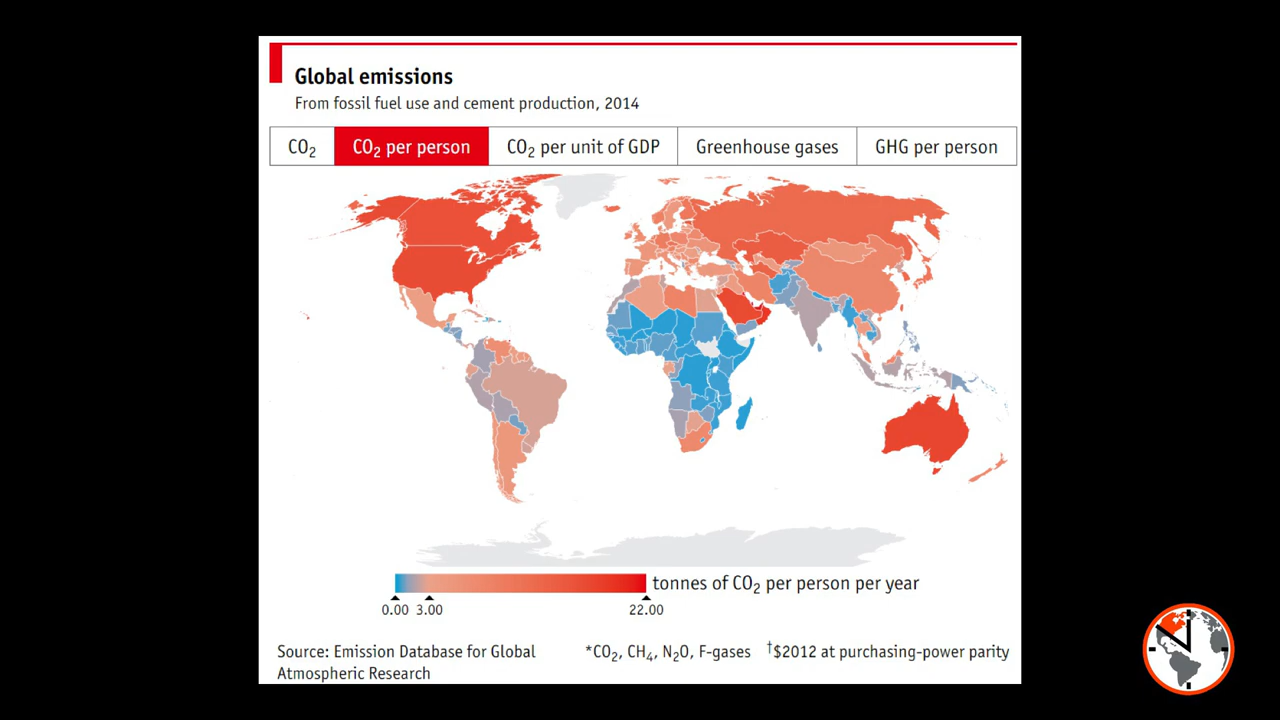 Global emissions
From fossil fuel use and cement production, 2014
CO₂ CO₂ per person CO₂ per unit of GDP Greenhouse gases GHG per person
tonnes of CO₂ per person per year
0.00 3.00 22.00
Source: Emission Database for Global
Atmospheric Research
*CO₂, CH₄, N₂O, F-gases †$2012 at purchasing-power parity